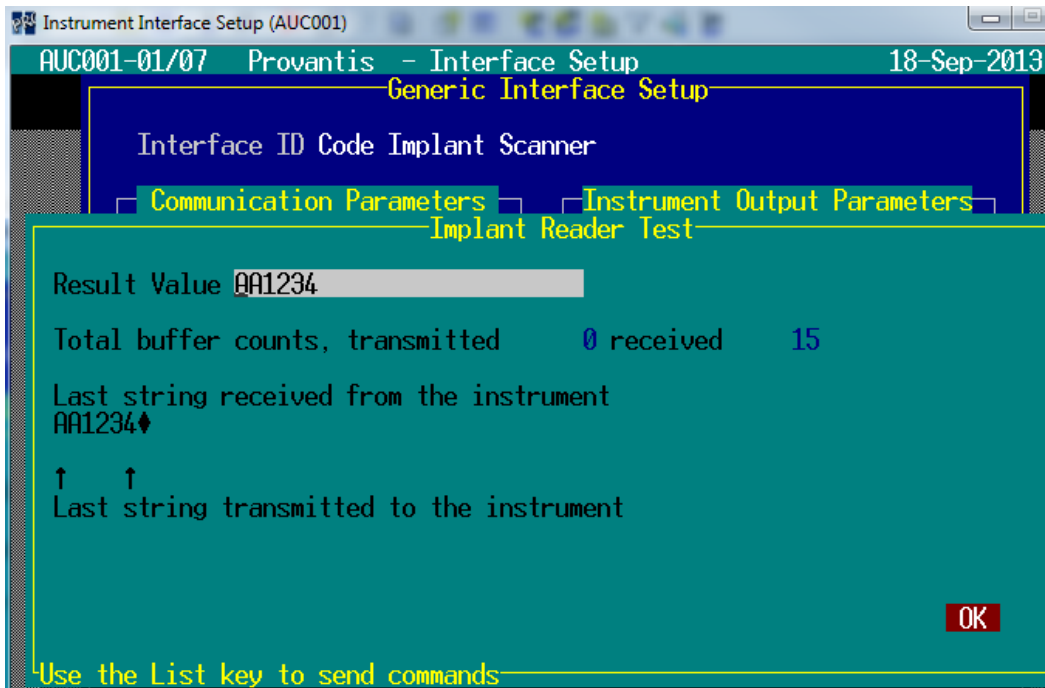 Instrument Interface Setup (AUC001)
AUC001-01/07 Provantis - Interface Setup 18-Sep-2013
Generic Interface Setup
Interface ID Code Implant Scanner
Communication Parameters Instrument Output Parameters
Implant Reader Test
Result Value AA1234
Total buffer counts, transmitted 0 received 15
Last string received from the instrument
AA1234♦
↑ ↑
Last string transmitted to the instrument
OK
Use the List key to send commands